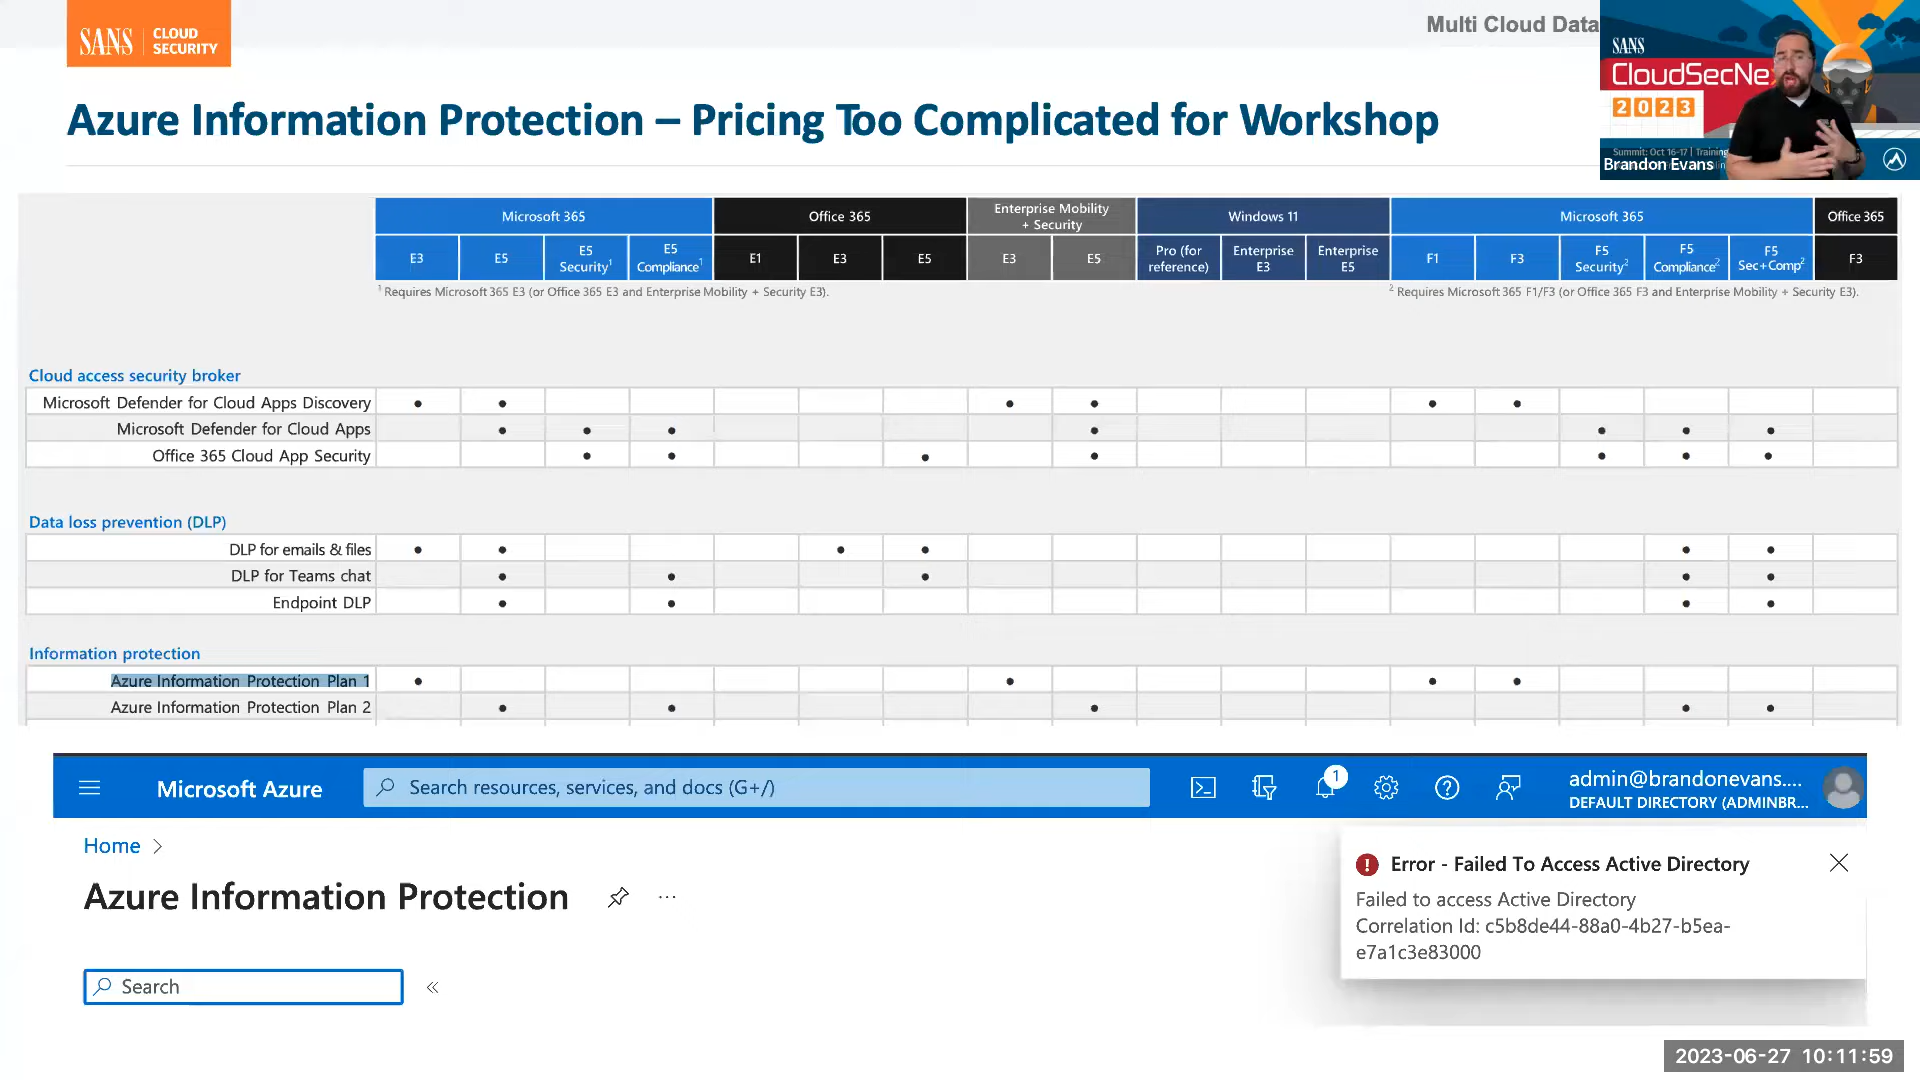 SANS
CLOUD
SECURITY
Multi Cloud Data
SANS
CloudSecNe
2023
Summit: Oct 16-17 | Training
Brandon Evans
Azure Information Protection – Pricing Too Complicated for Workshop
Microsoft 365
Office 365
Enterprise Mobility
+ Security
Windows 11
Microsoft 365
Office 365
E3
E5
E5
Security¹
E5
Compliance¹
E1
E3
E5
E3
E5
Pro (for
reference)
Enterprise
E3
Enterprise
E5
F1
F3
F5
Security²
F5
Compliance²
F5
Sec+Comp²
F3
¹ Requires Microsoft 365 E3 (or Office 365 E3 and Enterprise Mobility + Security E3).
² Requires Microsoft 365 F1/F3 (or Office 365 F3 and Enterprise Mobility + Security E3).
Cloud access security broker
Microsoft Defender for Cloud Apps Discovery
Microsoft Defender for Cloud Apps
Office 365 Cloud App Security
Data loss prevention (DLP)
DLP for emails & files
DLP for Teams chat
Endpoint DLP
Information protection
Azure Information Protection Plan 1
Azure Information Protection Plan 2
Microsoft Azure
Search resources, services, and docs (G+/)
1
admin@brandonevans....
DEFAULT DIRECTORY (ADMINBR...
Home >
Azure Information Protection
...
Error - Failed To Access Active Directory
Failed to access Active Directory
Correlation Id: c5b8de44-88a0-4b27-b5ea-
e7a1c3e83000
Search
«
2023-06-27 10:11:59